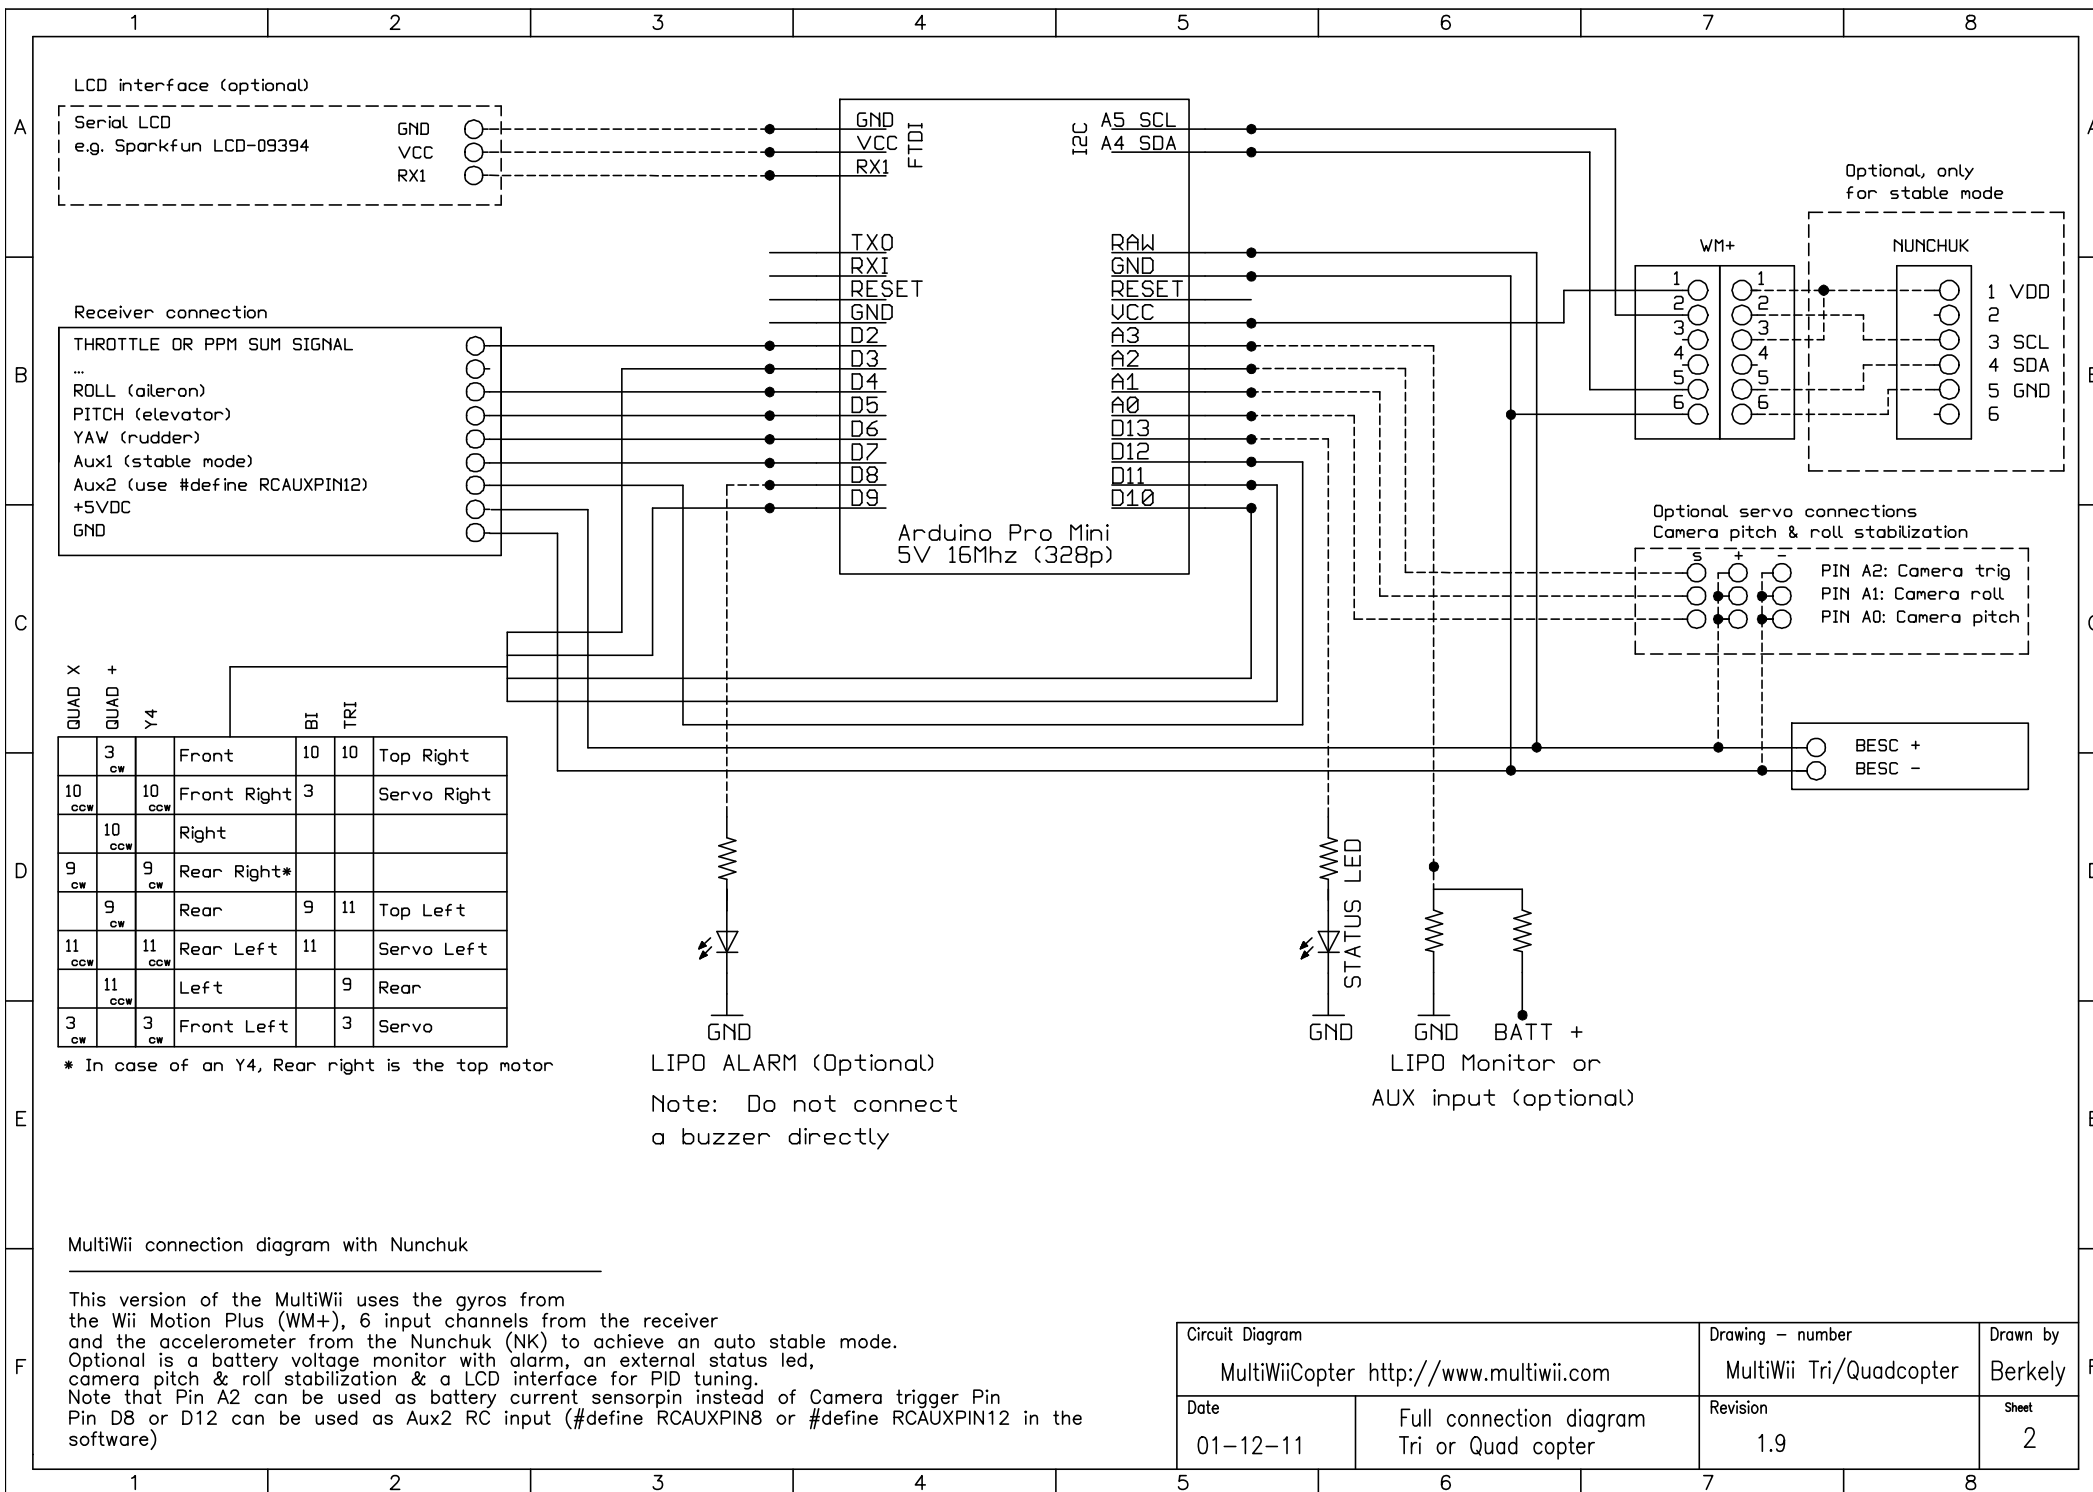 1 2 3 4 5 6 7 8
A
B
C
D
E
F
LCD interface (optional)
Serial LCD
e.g. Sparkfun LCD-09394
GND
VCC
RX1
Receiver connection
THROTTLE OR PPM SUM SIGNAL
...
ROLL (aileron)
PITCH (elevator)
YAW (rudder)
Aux1 (stable mode)
Aux2 (use #define RCAUXPIN12)
+5VDC
GND
GND
VCC
RX1
FTDI
TX0
RXI
RESET
GND
D2
D3
D4
D5
D6
D7
D8
D9
I2C
A5 SCL
A4 SDA
RAW
GND
RESET
VCC
A3
A2
A1
A0
D13
D12
D11
D10
Arduino Pro Mini
5V 16Mhz (328p)
WM+
1 1
2 2
3 3
4 4
5 5
6 6
Optional, only
for stable mode
NUNCHUK
1 VDD
2
3 SCL
4 SDA
5 GND
6
Optional servo connections
Camera pitch & roll stabilization
s + -
PIN A2: Camera trig
PIN A1: Camera roll
PIN A0: Camera pitch
BESC +
BESC -
QUAD X QUAD + Y4 BI TRI
3 CW Front 10 10 Top Right
10 CCW 10 CCW Front Right 3 Servo Right
10 CCW Right
9 CW 9 CW Rear Right*
9 CW Rear 9 11 Top Left
11 CCW 11 CCW Rear Left 11 Servo Left
11 CCW Left 9 Rear
3 CW 3 CW Front Left 3 Servo
* In case of an Y4, Rear right is the top motor
GND
LIPO ALARM (Optional)
Note: Do not connect
a buzzer directly
STATUS LED
GND
GND BATT +
LIPO Monitor or
AUX input (optional)
MultiWii connection diagram with Nunchuk
This version of the MultiWii uses the gyros from
the Wii Motion Plus (WM+), 6 input channels from the receiver
and the accelerometer from the Nunchuk (NK) to achieve an auto stable mode.
Optional is a battery voltage monitor with alarm, an external status led,
camera pitch & roll stabilization & a LCD interface for PID tuning.
Note that Pin A2 can be used as battery current sensorpin instead of Camera trigger Pin
Pin D8 or D12 can be used as Aux2 RC input (#define RCAUXPIN8 or #define RCAUXPIN12 in the
software)
Circuit Diagram
MultiWiiCopter http://www.multiwii.com
Drawing - number
MultiWii Tri/Quadcopter
Drawn by
Berkely
Date
01-12-11
Full connection diagram
Tri or Quad copter
Revision
1.9
Sheet
2
1 2 3 4 5 6 7 8